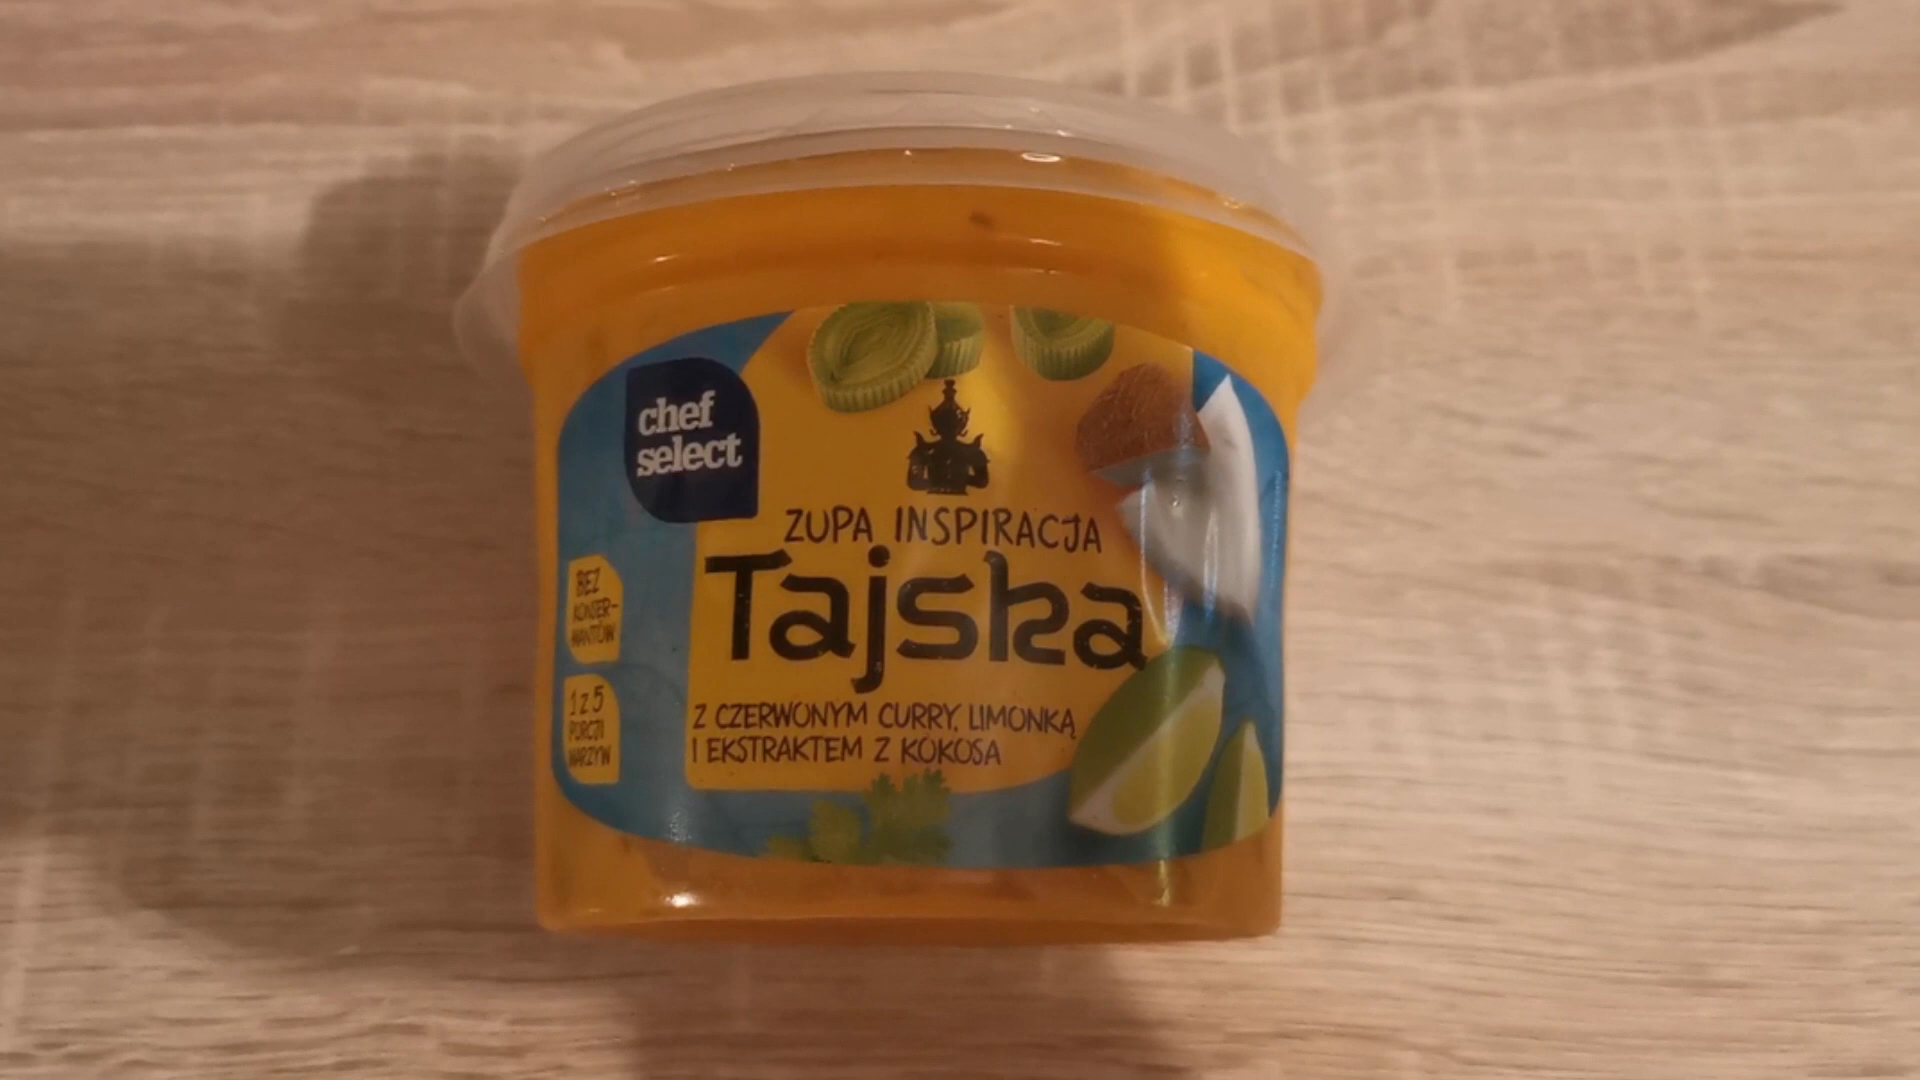 chef
select
ZUPA INSPIRACJA
Tajska
Z CZERWONYM CURRY, LIMONKĄ
I EKSTRAKTEM Z KOKOSA
BEZ
KONSER-
WANTÓW
1 z 5
PORCJI
WARZYW